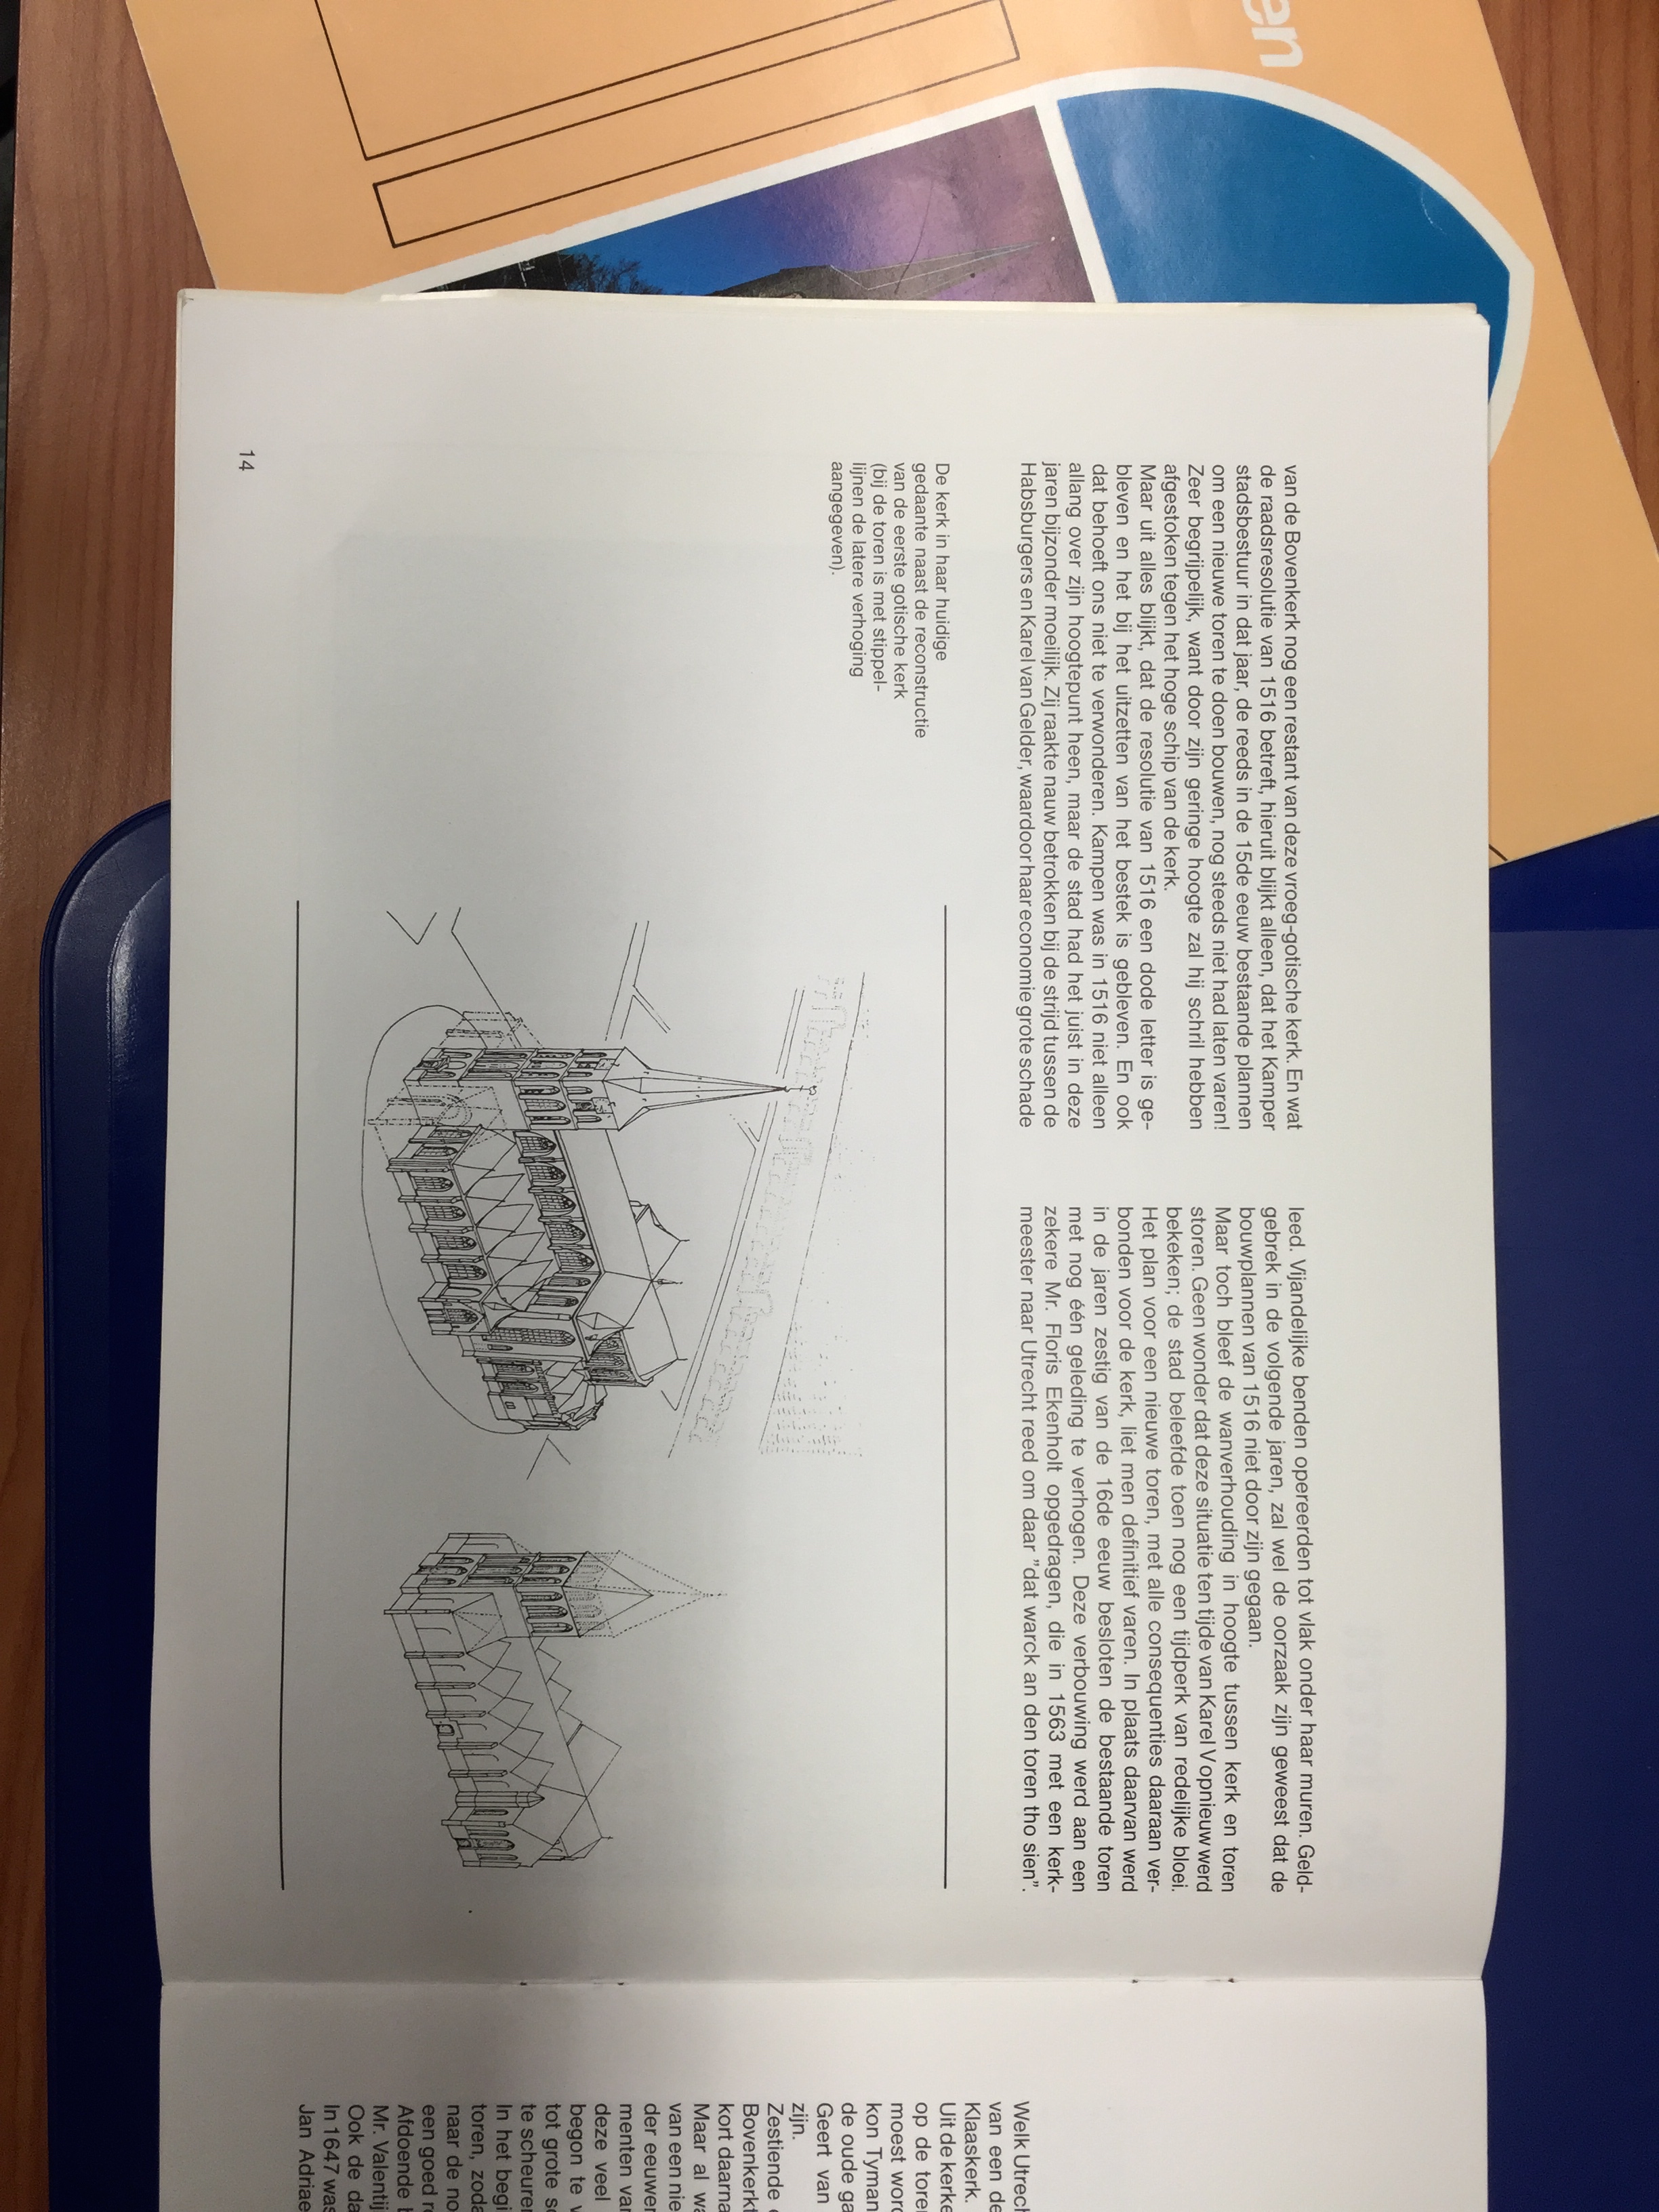 en
van de Bovenkerk nog een restant van deze vroeg-gotische kerk. En wat
de raadsresolutie van 1516 betreft, hieruit blijkt alleen, dat het Kamper
stadsbestuur in dat jaar, de reeds in de 15de eeuw bestaande plannen
om een nieuwe toren te doen bouwen, nog steeds niet had laten varen!
Zeer begrijpelijk, want door zijn geringe hoogte zal hij schril hebben
afgestoken tegen het hoge schip van de kerk.
Maar uit alles blijkt, dat de resolutie van 1516 een dode letter is ge-
bleven en het bij het uitzetten van het bestek is gebleven. En ook
dat behoeft ons niet te verwonderen. Kampen was in 1516 niet alleen
allang over zijn hoogtepunt heen, maar de stad had het juist in deze
jaren bijzonder moeilijk. Zij raakte nauw betrokken bij de strijd tussen de
Habsburgers en Karel van Gelder, waardoor haar economie grote schade
leed. Vijandelijke benden opereerden tot vlak onder haar muren. Geld-
gebrek in de volgende jaren, zal wel de oorzaak zijn geweest dat de
bouwplannen van 1516 niet door zijn gegaan.
Maar toch bleef de wanverhouding in hoogte tussen kerk en toren
storen. Geen wonder dat deze situatie ten tijde van Karel V opnieuw werd
bekeken; de stad beleefde toen nog een tijdperk van redelijke bloei.
Het plan voor een nieuwe toren, met alle consequenties daaraan ver-
bonden voor de kerk, liet men definitief varen. In plaats daarvan werd
in de jaren zestig van de 16de eeuw besloten de bestaande toren
met nog één geleding te verhogen. Deze verbouwing werd aan een
zekere Mr. Floris Ekenholt opgedragen, die in 1563 met een kerk-
meester naar Utrecht reed om daar "dat warck an den toren tho sien".
De kerk in haar huidige
gedaante naast de reconstructie
van de eerste gotische kerk
(bij de toren is met stippel-
lijnen de latere verhoging
aangegeven).
14
Welk Utrech
van een de
Klaaskerk.
Uit de kerke
op de tore
moest word
kon Tyman
de oude ga
Geert van
zijn.
Zestiende
Bovenkerkt
kort daarna
Maar al wa
van een nie
der eeuwer
menten var
deze veel
begon te v
tot grote sc
te scheurer
In het begi
toren, zoda
naar de no
een goed re
Afdoende
Mr. Valentij
Ook de da
In 1647 was
Jan Adriae